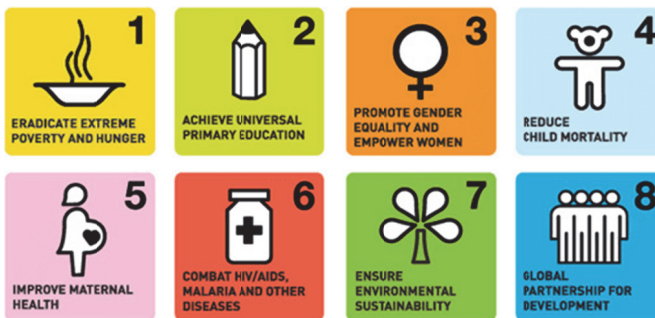 1
ERADICATE EXTREME
POVERTY AND HUNGER
2
ACHIEVE UNIVERSAL
PRIMARY EDUCATION
3
PROMOTE GENDER
EQUALITY AND
EMPOWER WOMEN
4
REDUCE
CHILD MORTALITY
5
IMPROVE MATERNAL
HEALTH
6
COMBAT HIV/AIDS,
MALARIA AND OTHER
DISEASES
7
ENSURE
ENVIRONMENTAL
SUSTAINABILITY
8
GLOBAL
PARTNERSHIP FOR
DEVELOPMENT